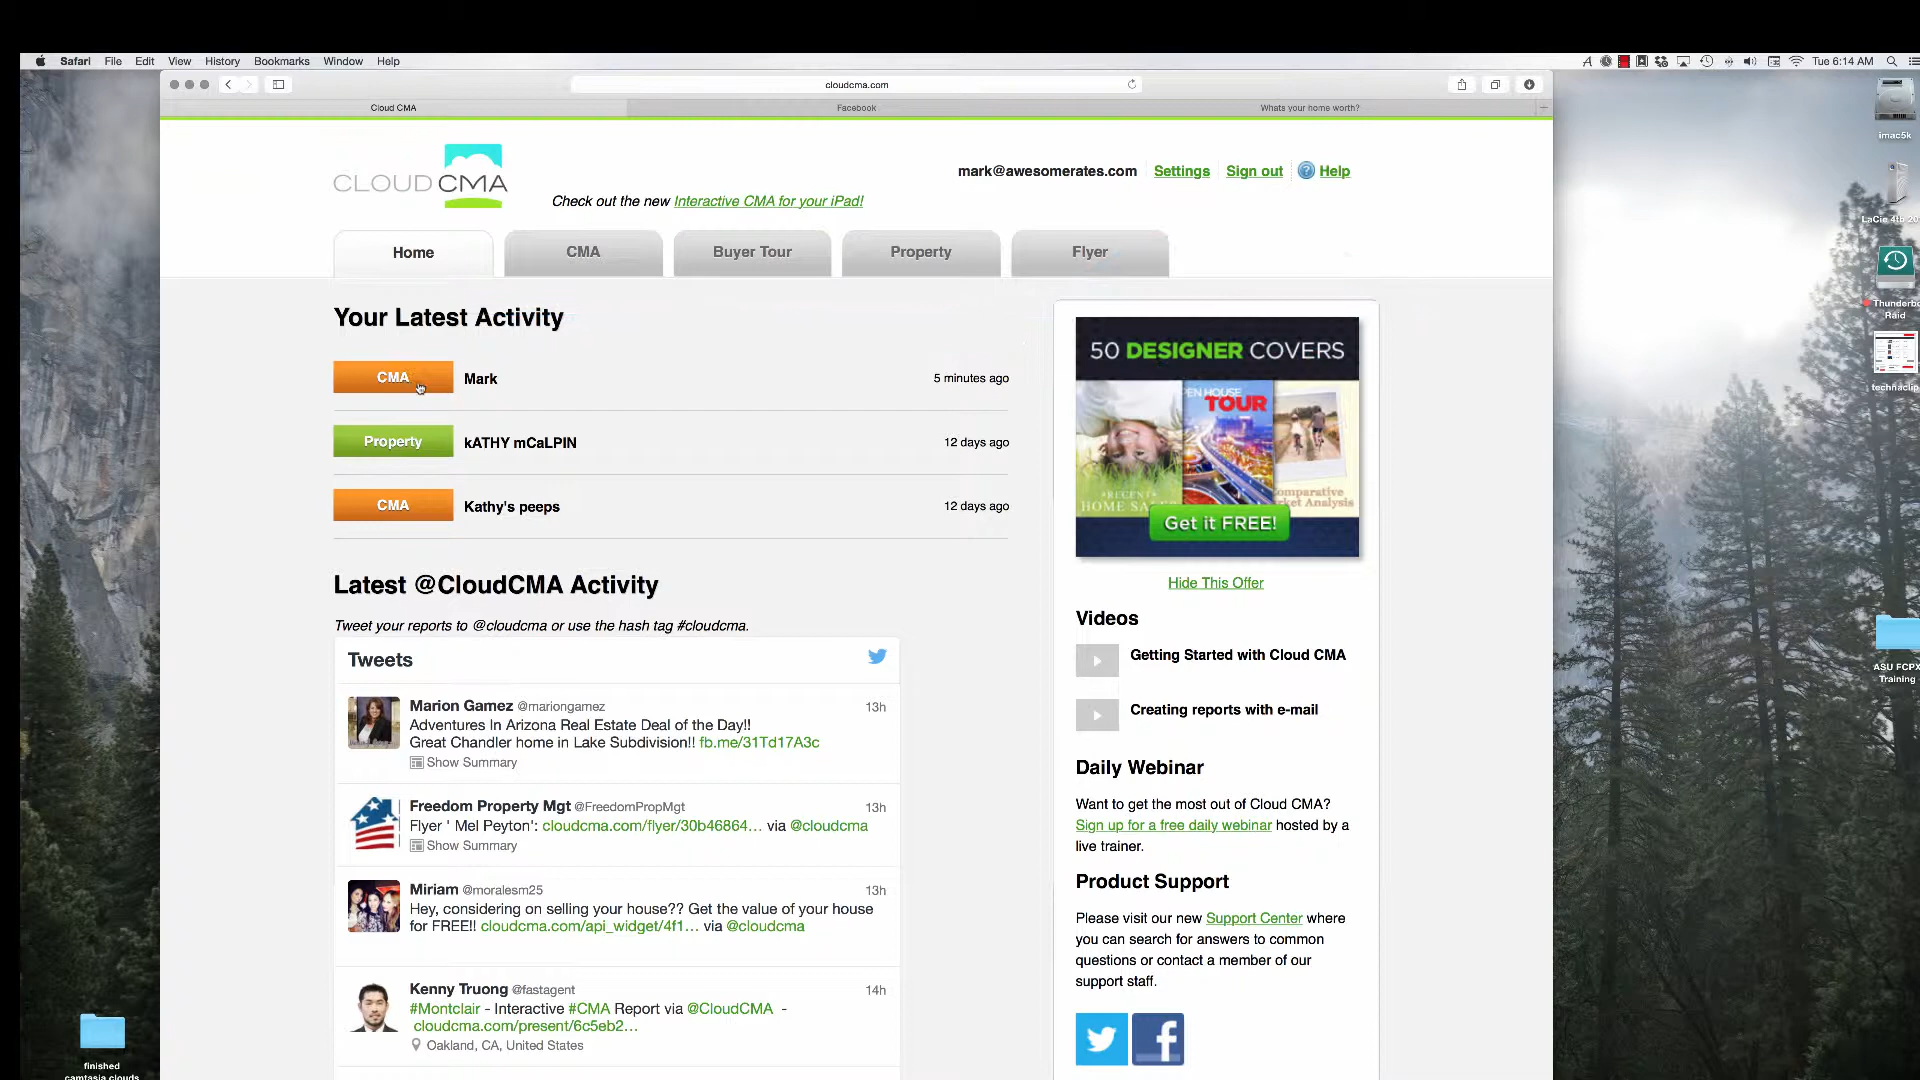 Safari File Edit View History Bookmarks Window Help
Tue 6:14 AM
cloudcma.com
Cloud CMA
Facebook
Whats your home worth?
CLOUD CMA
mark@awesomerates.com Settings Sign out ? Help
Check out the new Interactive CMA for your iPad!
Home
CMA
Buyer Tour
Property
Flyer
Your Latest Activity
CMA Mark 5 minutes ago
Property kATHY mCaLPIN 12 days ago
CMA Kathy's peeps 12 days ago
Latest @CloudCMA Activity
Tweet your reports to @cloudcma or use the hash tag #cloudcma.
Tweets
Marion Gamez @mariongamez 13h
Adventures In Arizona Real Estate Deal of the Day!!
Great Chandler home in Lake Subdivision!! fb.me/31Td17A3c
Show Summary
Freedom Property Mgt @FreedomPropMgt 13h
Flyer ' Mel Peyton': cloudcma.com/flyer/30b46864... via @cloudcma
Show Summary
Miriam @moralesm25 13h
Hey, considering on selling your house?? Get the value of your house
for FREE!! cloudcma.com/api_widget/4f1... via @cloudcma
Kenny Truong @fastagent 14h
#Montclair - Interactive #CMA Report via @CloudCMA -
cloudcma.com/present/6c5eb2...
Oakland, CA, United States
50 DESIGNER COVERS
TOUR
Get it FREE!
Hide This Offer
Videos
Getting Started with Cloud CMA
Creating reports with e-mail
Daily Webinar
Want to get the most out of Cloud CMA?
Sign up for a free daily webinar hosted by a
live trainer.
Product Support
Please visit our new Support Center where
you can search for answers to common
questions or contact a member of our
support staff.
imac5k
LaCie 4tb 20
Thunderbo
Raid
technaclip
ASU FCPX
Training
finished
camtasia clouds